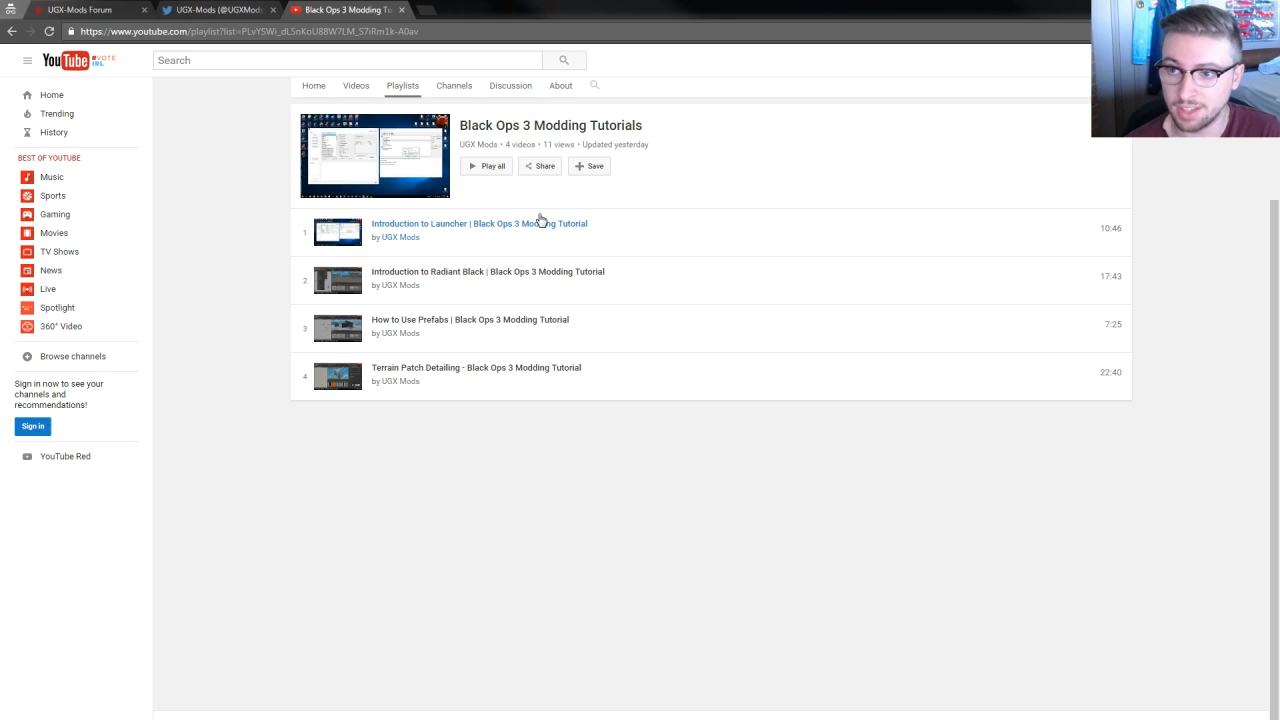 UGX-Mods Forum
UGX-Mods (@UGXMods
Black Ops 3 Modding Tu
https://www.youtube.com/playlist?list=PLvYSWi_dL5nKoU88W7LM_S7iRm1k-A0av
YouTube
#VOTE
IRL
Search
Home
Trending
History
BEST OF YOUTUBE
Music
Sports
Gaming
Movies
TV Shows
News
Live
Spotlight
360° Video
Browse channels
Sign in now to see your
channels and
recommendations!
Sign in
YouTube Red
Home Videos Playlists Channels Discussion About
Black Ops 3 Modding Tutorials
UGX Mods • 4 videos • 11 views • Updated yesterday
Play all Share Save
1 Introduction to Launcher | Black Ops 3 Modding Tutorial 10:46
by UGX Mods
2 Introduction to Radiant Black | Black Ops 3 Modding Tutorial 17:43
by UGX Mods
3 How to Use Prefabs | Black Ops 3 Modding Tutorial 7:25
by UGX Mods
4 Terrain Patch Detailing - Black Ops 3 Modding Tutorial 22:40
by UGX Mods